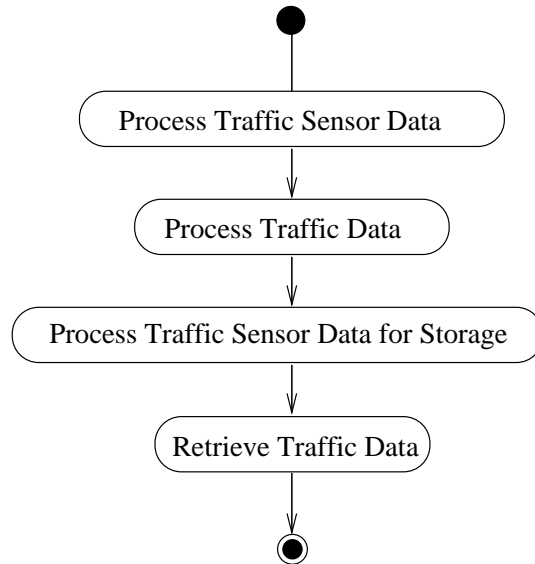 Process Traffic Sensor Data
Process Traffic Data
Process Traffic Sensor Data for Storage
Retrieve Traffic Data